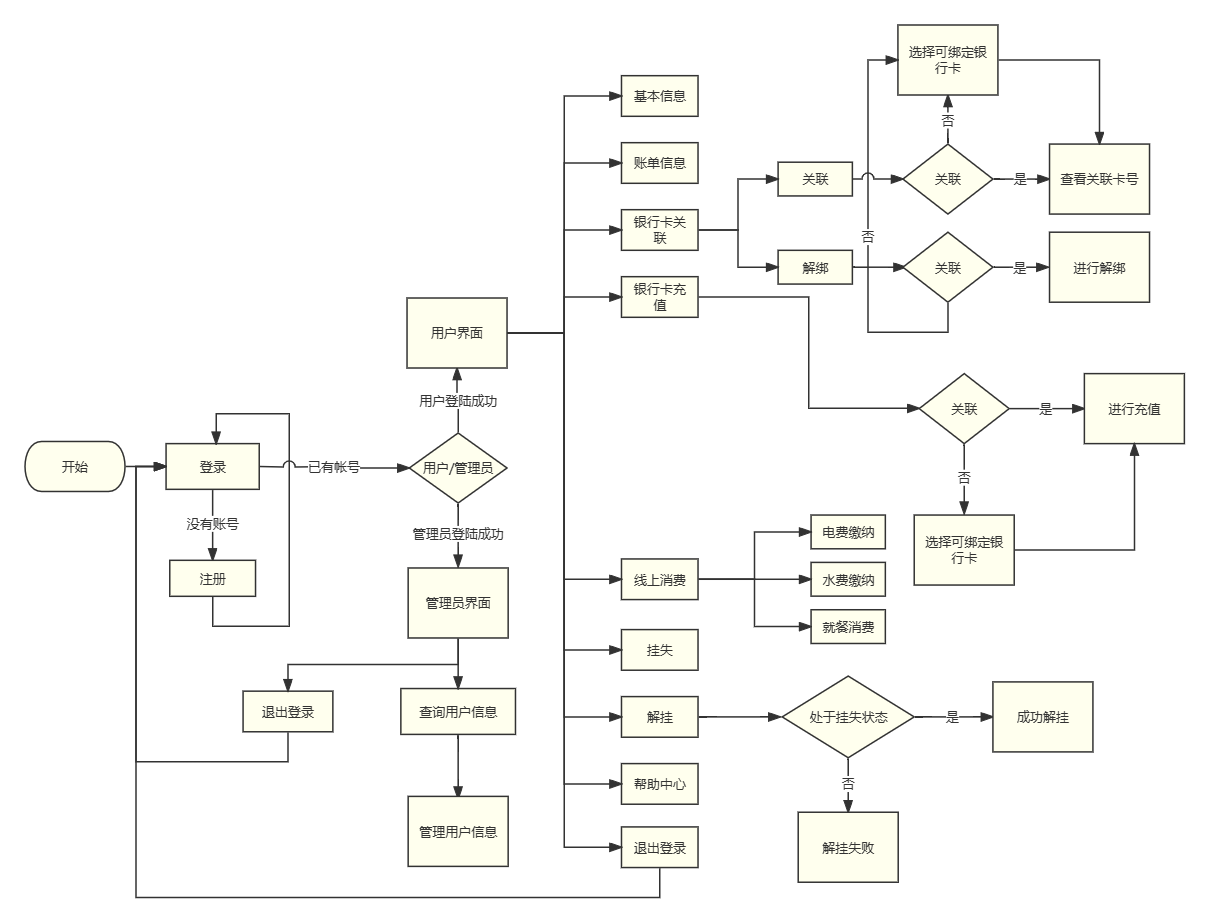 选择可绑定银
行卡
基本信息
否
账单信息
关联
关联
是
查看关联卡号
银行卡关
联
否
解绑
关联
是
进行解绑
银行卡充
值
用户界面
用户登陆成功
关联
是
进行充值
开始
登录
已有帐号
用户/管理员
否
没有账号
管理员登陆成功
电费缴纳
选择可绑定银
行卡
注册
线上消费
水费缴纳
管理员界面
就餐消费
挂失
退出登录
查询用户信息
解挂
处于挂失状态
是
成功解挂
帮助中心
否
管理用户信息
退出登录
解挂失败